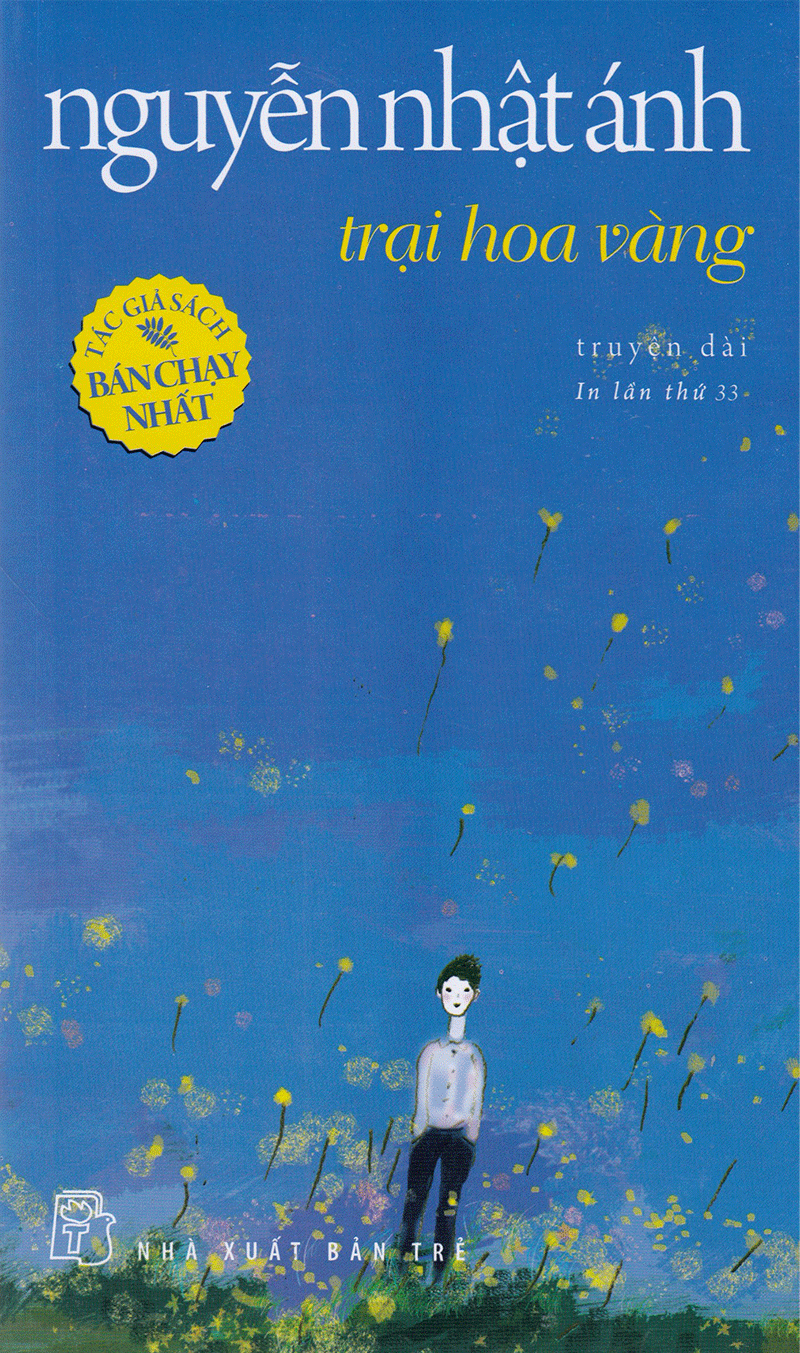 nguyễn nhật ánh
trại hoa vàng
TÁC GIẢ SÁCH
BÁN CHẠY
NHẤT
truyện dài
In lần thứ 33
T
NHÀ XUẤT BẢN TRẺ